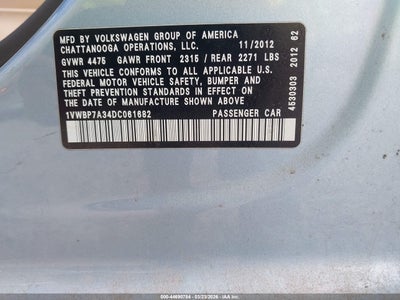 MFD BY VOLKSWAGEN GROUP OF AMERICA
CHATTANOOGA OPERATIONS, LLC. 11/2012
GVWR 4475 GAWR FRONT 2315 / REAR 2271 LBS
THIS VEHICLE CONFORMS TO ALL APPLICABLE U.S.
FEDERAL MOTOR VEHICLE SAFETY, BUMPER AND
THEFT PREVENTION STANDARDS IN EFFECT ON
THE DATE OF MANUFACTURE SHOWN ABOVE
1VWBP7A34DC061682 PASSENGER CAR
4530303 2012 62
000-44690784 - 03/23/2026 - IAA Inc.